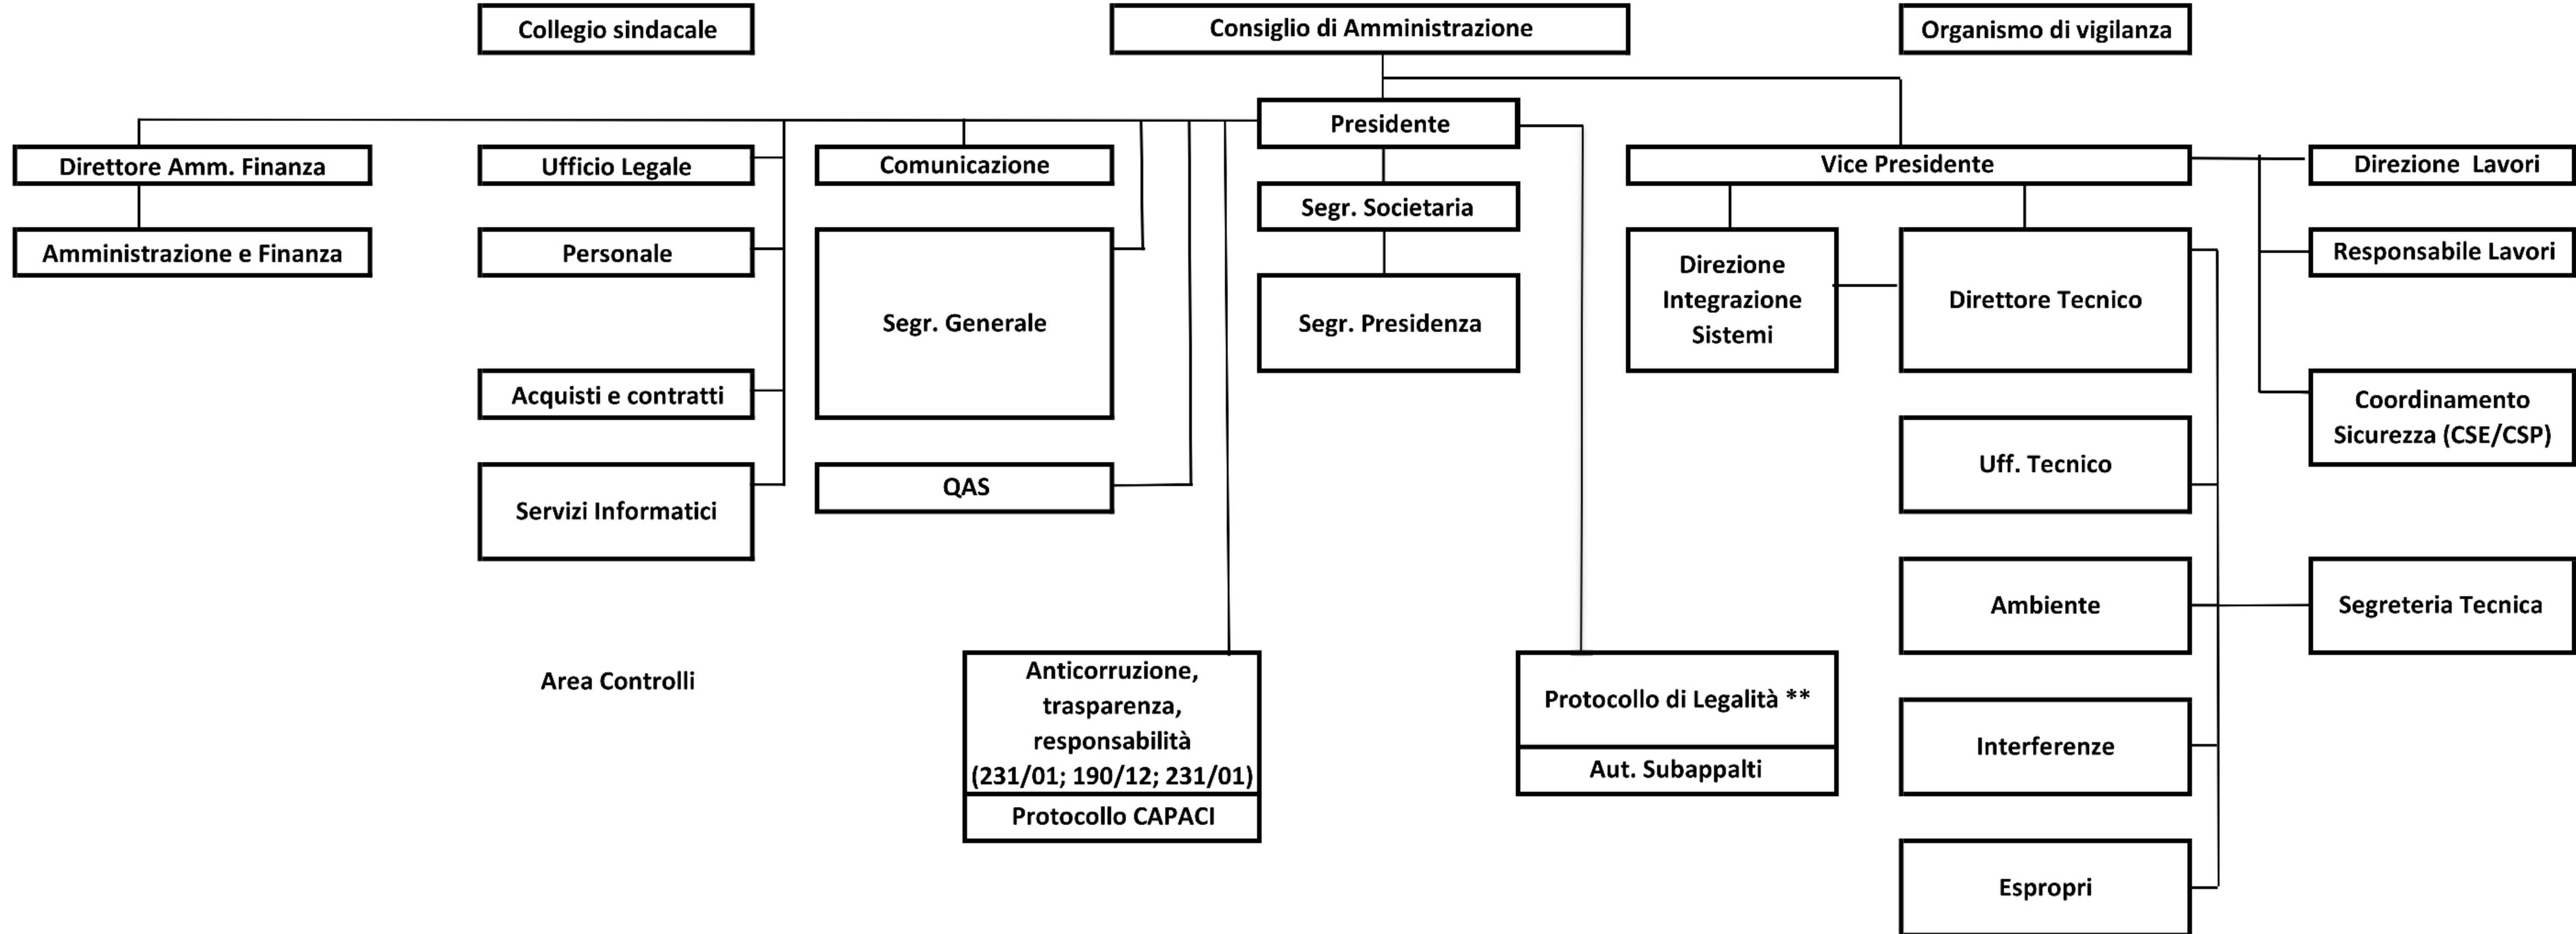 Collegio sindacale
Consiglio di Amministrazione
Organismo di vigilanza
Presidente
Direttore Amm. Finanza
Ufficio Legale
Comunicazione
Vice Presidente
Direzione Lavori
Segr. Societaria
Amministrazione e Finanza
Personale
Segr. Generale
Segr. Presidenza
Direzione
Integrazione
Sistemi
Direttore Tecnico
Responsabile Lavori
Acquisti e contratti
Coordinamento
Sicurezza (CSE/CSP)
Uff. Tecnico
QAS
Servizi Informatici
Ambiente
Segreteria Tecnica
Area Controlli
Anticorruzione,
trasparenza,
responsabilità
(231/01; 190/12; 231/01)
Protocollo CAPACI
Protocollo di Legalità **
Aut. Subappalti
Interferenze
Espropri